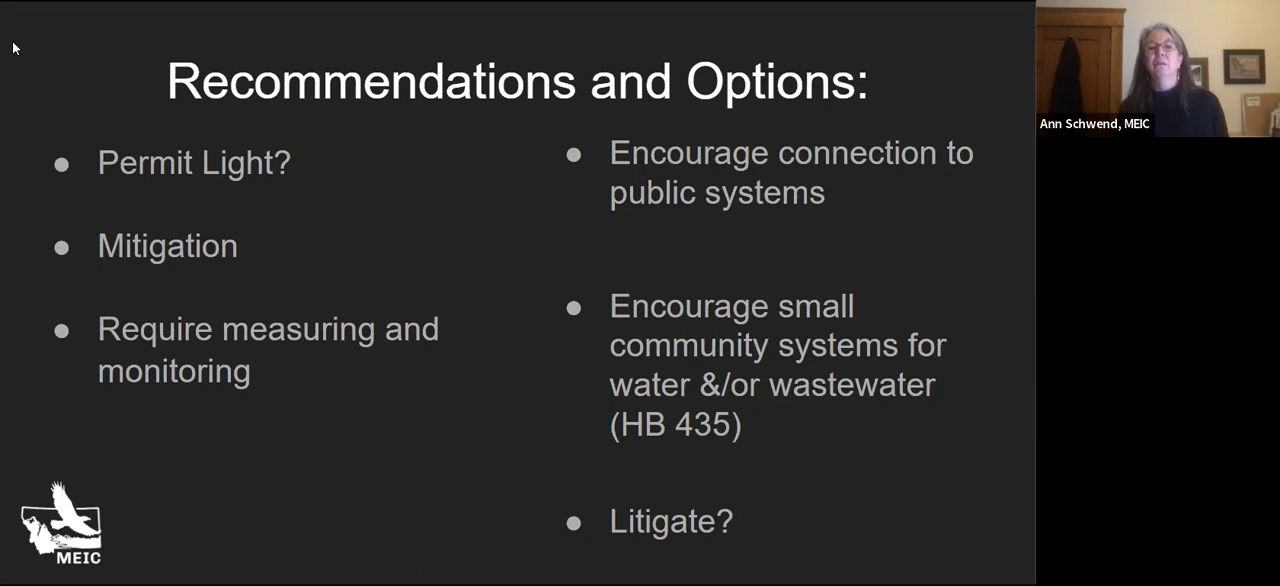 Recommendations and Options:
● Permit Light?
● Mitigation
● Require measuring and
monitoring
● Encourage connection to
public systems
● Encourage small
community systems for
water &/or wastewater
(HB 435)
● Litigate?
MEIC
Ann Schwend, MEIC